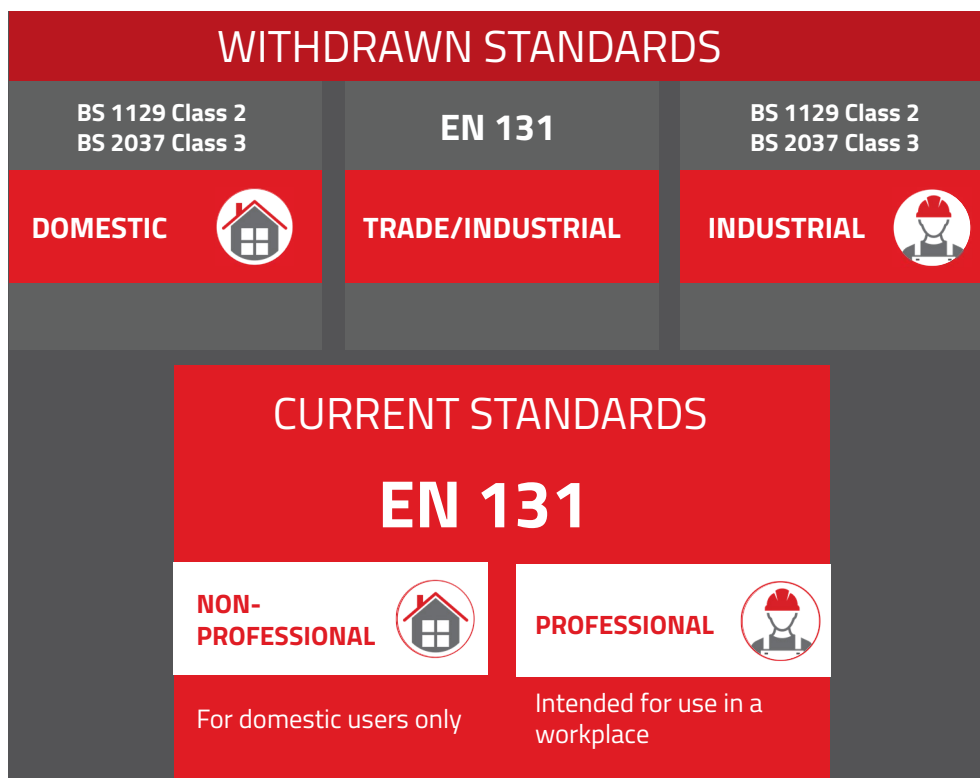 WITHDRAWN STANDARDS
BS 1129 Class 2
BS 2037 Class 3
DOMESTIC
EN 131
TRADE/INDUSTRIAL
BS 1129 Class 2
BS 2037 Class 3
INDUSTRIAL
CURRENT STANDARDS
EN 131
NON-
PROFESSIONAL
For domestic users only
PROFESSIONAL
Intended for use in a
workplace